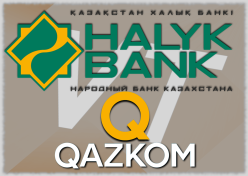 ҚАЗАҚСТАН ХАЛЫҚ БАНКІ
HALYK
BANK
НАРОДНЫЙ БАНК КАЗАХСТАНА
QAZKOM